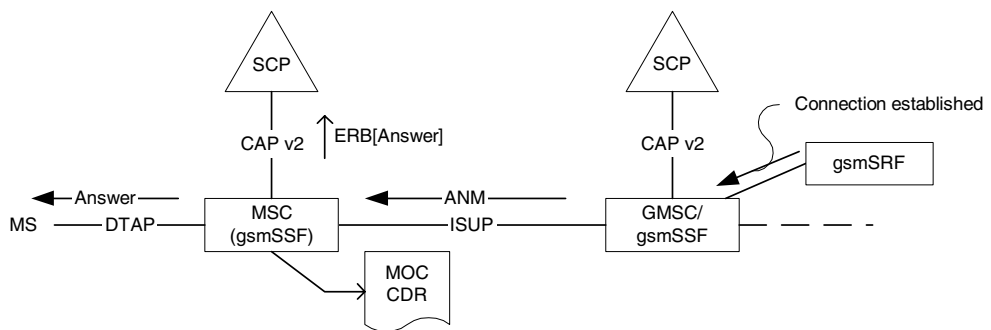 SCP
SCP
Connection established
CAP v2
ERB[Answer]
CAP v2
gsmSRF
Answer
ANM
MS
DTAP
MSC
(gsmSSF)
ISUP
GMSC/
gsmSSF
MOC
CDR